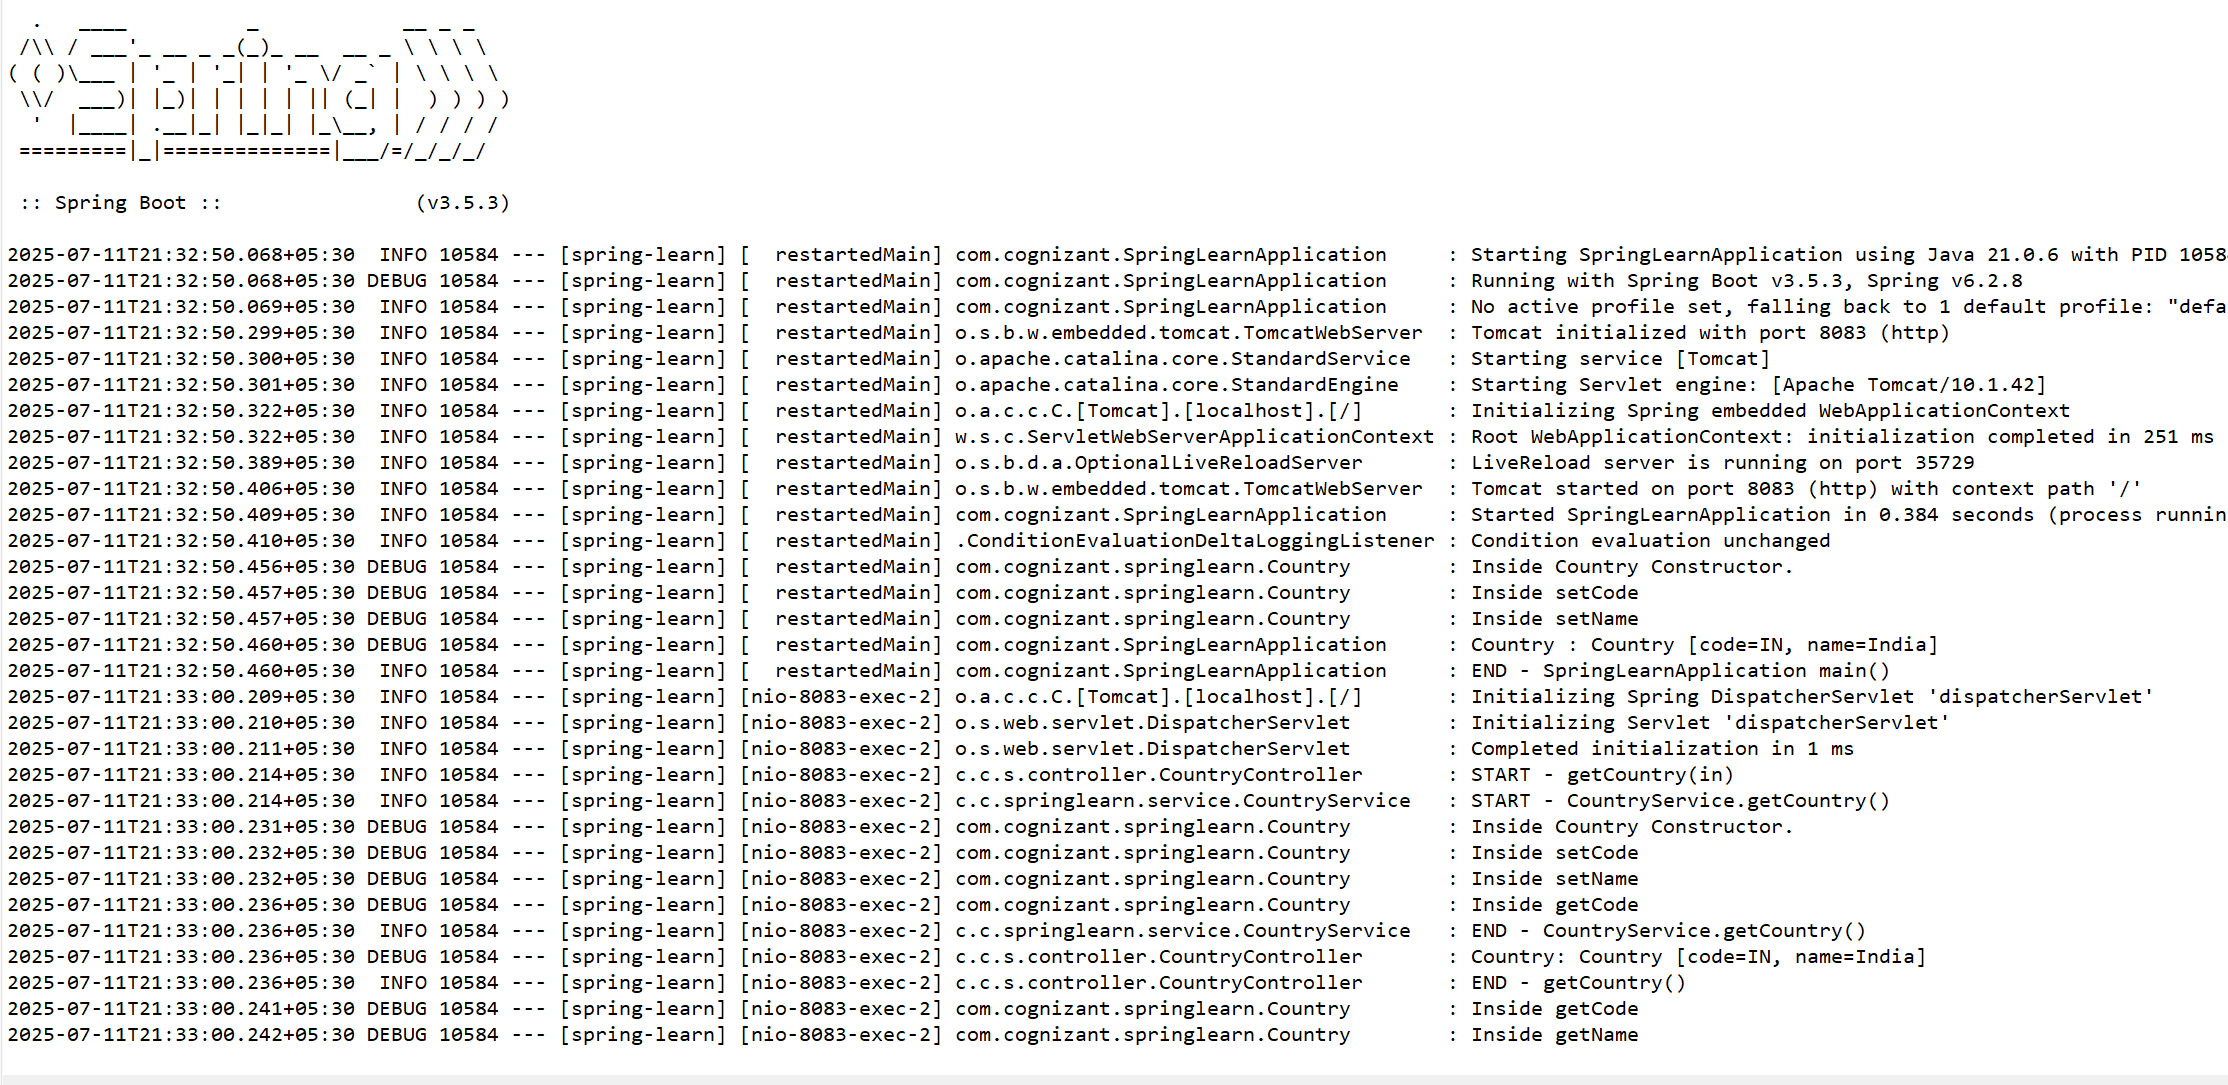 .   ____          _            __ _ _
 /\\ / ___'_ __ _ _(_)_ __  __ _ \ \ \ \
( ( )\___ | '_ | '_| | '_ \/ _` | \ \ \ \
 \\/  ___)| |_)| | | | | || (_| |  ) ) ) )
  '  |____| .__|_| |_|_| |_\__, | / / / /
 =========|_|==============|___/=/_/_/_/
 :: Spring Boot ::                (v3.5.3)
2025-07-11T21:32:50.068+05:30  INFO 10584 --- [spring-learn] [  restartedMain] com.cognizant.SpringLearnApplication     : Starting SpringLearnApplication using Java 21.0.6 with PID 1058
2025-07-11T21:32:50.068+05:30 DEBUG 10584 --- [spring-learn] [  restartedMain] com.cognizant.SpringLearnApplication     : Running with Spring Boot v3.5.3, Spring v6.2.8
2025-07-11T21:32:50.069+05:30  INFO 10584 --- [spring-learn] [  restartedMain] com.cognizant.SpringLearnApplication     : No active profile set, falling back to 1 default profile: "defa
2025-07-11T21:32:50.299+05:30  INFO 10584 --- [spring-learn] [  restartedMain] o.s.b.w.embedded.tomcat.TomcatWebServer  : Tomcat initialized with port 8083 (http)
2025-07-11T21:32:50.300+05:30  INFO 10584 --- [spring-learn] [  restartedMain] o.apache.catalina.core.StandardService   : Starting service [Tomcat]
2025-07-11T21:32:50.301+05:30  INFO 10584 --- [spring-learn] [  restartedMain] o.apache.catalina.core.StandardEngine    : Starting Servlet engine: [Apache Tomcat/10.1.42]
2025-07-11T21:32:50.322+05:30  INFO 10584 --- [spring-learn] [  restartedMain] o.a.c.c.C.[Tomcat].[localhost].[/]       : Initializing Spring embedded WebApplicationContext
2025-07-11T21:32:50.322+05:30  INFO 10584 --- [spring-learn] [  restartedMain] w.s.c.ServletWebServerApplicationContext : Root WebApplicationContext: initialization completed in 251 ms
2025-07-11T21:32:50.389+05:30  INFO 10584 --- [spring-learn] [  restartedMain] o.s.b.d.a.OptionalLiveReloadServer       : LiveReload server is running on port 35729
2025-07-11T21:32:50.406+05:30  INFO 10584 --- [spring-learn] [  restartedMain] o.s.b.w.embedded.tomcat.TomcatWebServer  : Tomcat started on port 8083 (http) with context path '/'
2025-07-11T21:32:50.409+05:30  INFO 10584 --- [spring-learn] [  restartedMain] com.cognizant.SpringLearnApplication     : Started SpringLearnApplication in 0.384 seconds (process runnin
2025-07-11T21:32:50.410+05:30  INFO 10584 --- [spring-learn] [  restartedMain] .ConditionEvaluationDeltaLoggingListener : Condition evaluation unchanged
2025-07-11T21:32:50.456+05:30 DEBUG 10584 --- [spring-learn] [  restartedMain] com.cognizant.springlearn.Country        : Inside Country Constructor.
2025-07-11T21:32:50.457+05:30 DEBUG 10584 --- [spring-learn] [  restartedMain] com.cognizant.springlearn.Country        : Inside setCode
2025-07-11T21:32:50.457+05:30 DEBUG 10584 --- [spring-learn] [  restartedMain] com.cognizant.springlearn.Country        : Inside setName
2025-07-11T21:32:50.460+05:30 DEBUG 10584 --- [spring-learn] [  restartedMain] com.cognizant.SpringLearnApplication     : Country : Country [code=IN, name=India]
2025-07-11T21:32:50.460+05:30  INFO 10584 --- [spring-learn] [  restartedMain] com.cognizant.SpringLearnApplication     : END - SpringLearnApplication main()
2025-07-11T21:33:00.209+05:30  INFO 10584 --- [spring-learn] [nio-8083-exec-2] o.a.c.c.C.[Tomcat].[localhost].[/]       : Initializing Spring DispatcherServlet 'dispatcherServlet'
2025-07-11T21:33:00.210+05:30  INFO 10584 --- [spring-learn] [nio-8083-exec-2] o.s.web.servlet.DispatcherServlet        : Initializing Servlet 'dispatcherServlet'
2025-07-11T21:33:00.211+05:30  INFO 10584 --- [spring-learn] [nio-8083-exec-2] o.s.web.servlet.DispatcherServlet        : Completed initialization in 1 ms
2025-07-11T21:33:00.214+05:30  INFO 10584 --- [spring-learn] [nio-8083-exec-2] c.c.s.controller.CountryController       : START - getCountry(in)
2025-07-11T21:33:00.214+05:30  INFO 10584 --- [spring-learn] [nio-8083-exec-2] c.c.springlearn.service.CountryService   : START - CountryService.getCountry()
2025-07-11T21:33:00.231+05:30 DEBUG 10584 --- [spring-learn] [nio-8083-exec-2] com.cognizant.springlearn.Country        : Inside Country Constructor.
2025-07-11T21:33:00.232+05:30 DEBUG 10584 --- [spring-learn] [nio-8083-exec-2] com.cognizant.springlearn.Country        : Inside setCode
2025-07-11T21:33:00.232+05:30 DEBUG 10584 --- [spring-learn] [nio-8083-exec-2] com.cognizant.springlearn.Country        : Inside setName
2025-07-11T21:33:00.236+05:30 DEBUG 10584 --- [spring-learn] [nio-8083-exec-2] com.cognizant.springlearn.Country        : Inside getCode
2025-07-11T21:33:00.236+05:30  INFO 10584 --- [spring-learn] [nio-8083-exec-2] c.c.springlearn.service.CountryService   : END - CountryService.getCountry()
2025-07-11T21:33:00.236+05:30 DEBUG 10584 --- [spring-learn] [nio-8083-exec-2] c.c.s.controller.CountryController       : Country: Country [code=IN, name=India]
2025-07-11T21:33:00.236+05:30  INFO 10584 --- [spring-learn] [nio-8083-exec-2] c.c.s.controller.CountryController       : END - getCountry()
2025-07-11T21:33:00.241+05:30 DEBUG 10584 --- [spring-learn] [nio-8083-exec-2] com.cognizant.springlearn.Country        : Inside getCode
2025-07-11T21:33:00.242+05:30 DEBUG 10584 --- [spring-learn] [nio-8083-exec-2] com.cognizant.springlearn.Country        : Inside getName